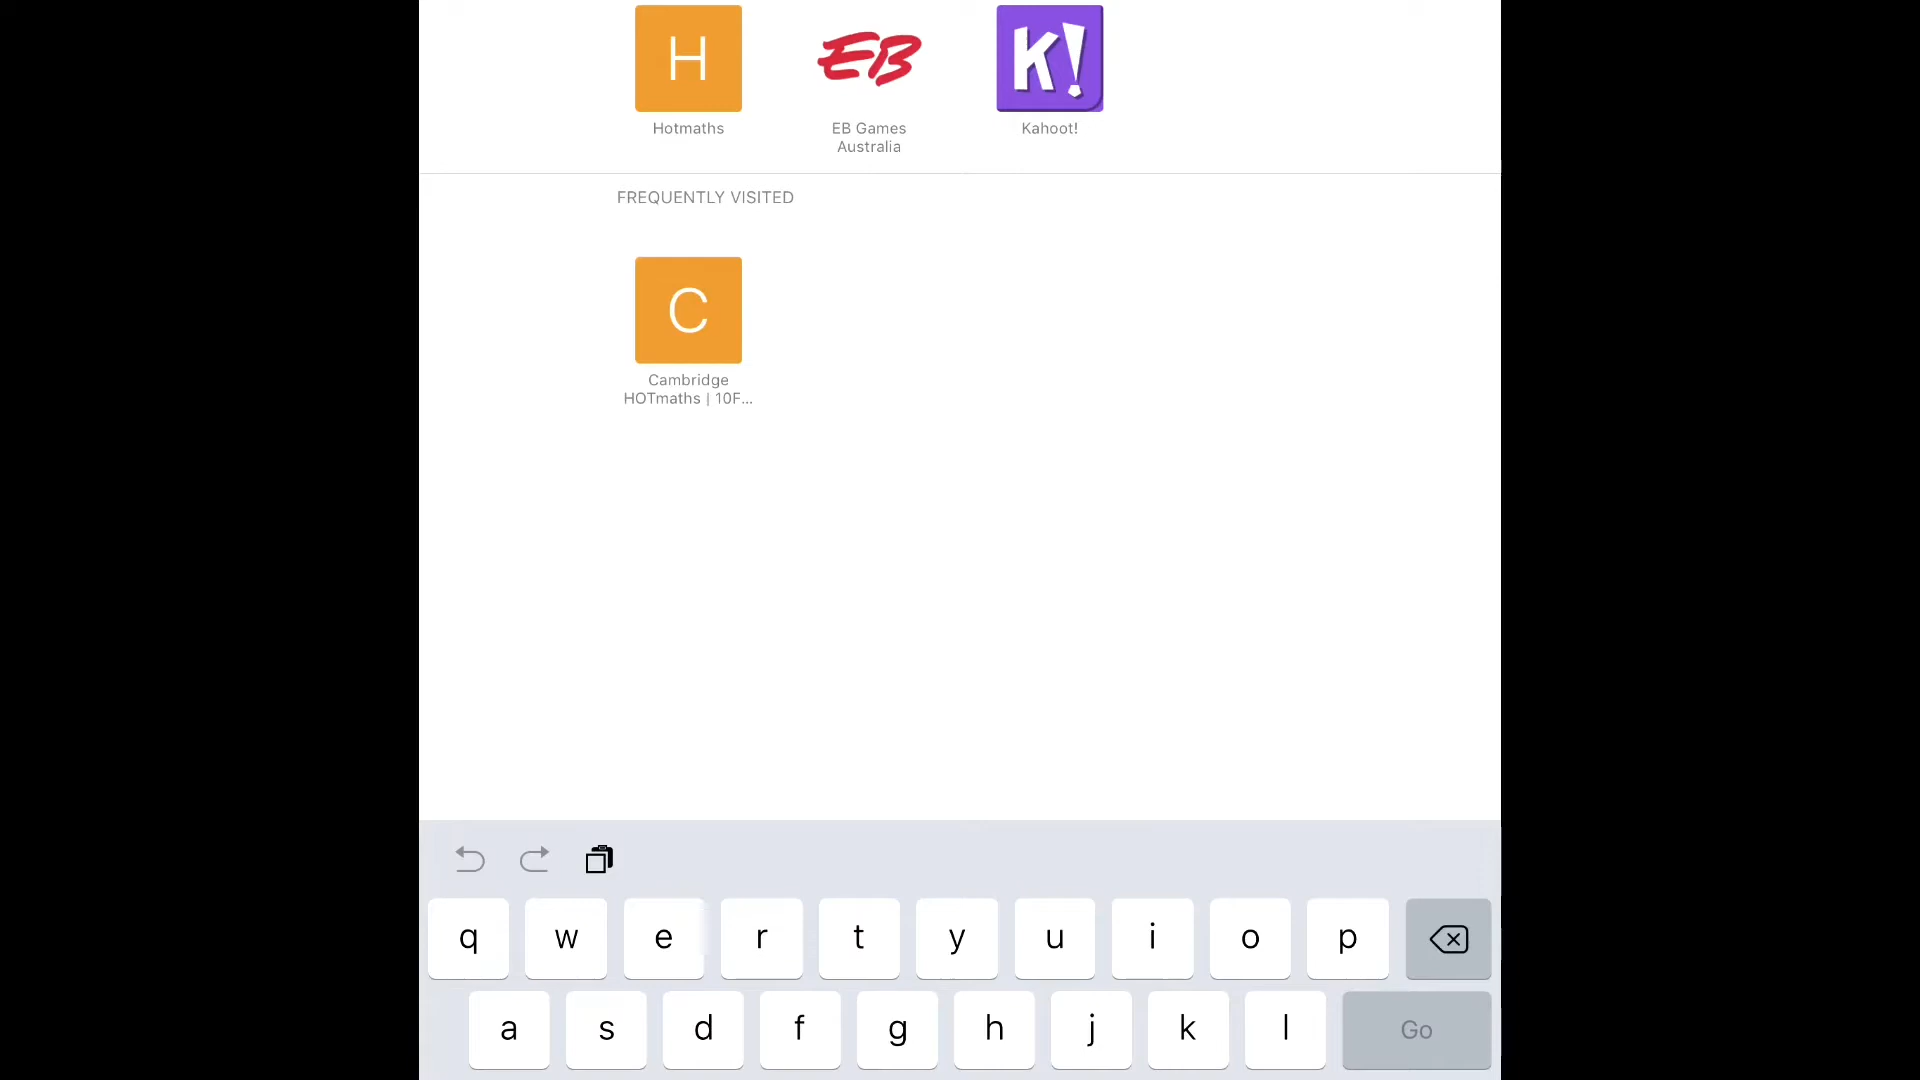 H
EB
K!
Hotmaths
EB Games
Australia
Kahoot!
FREQUENTLY VISITED
C
Cambridge
HOTmaths | 10F...
q w e r t y u i o p
a s d f g h j k l Go